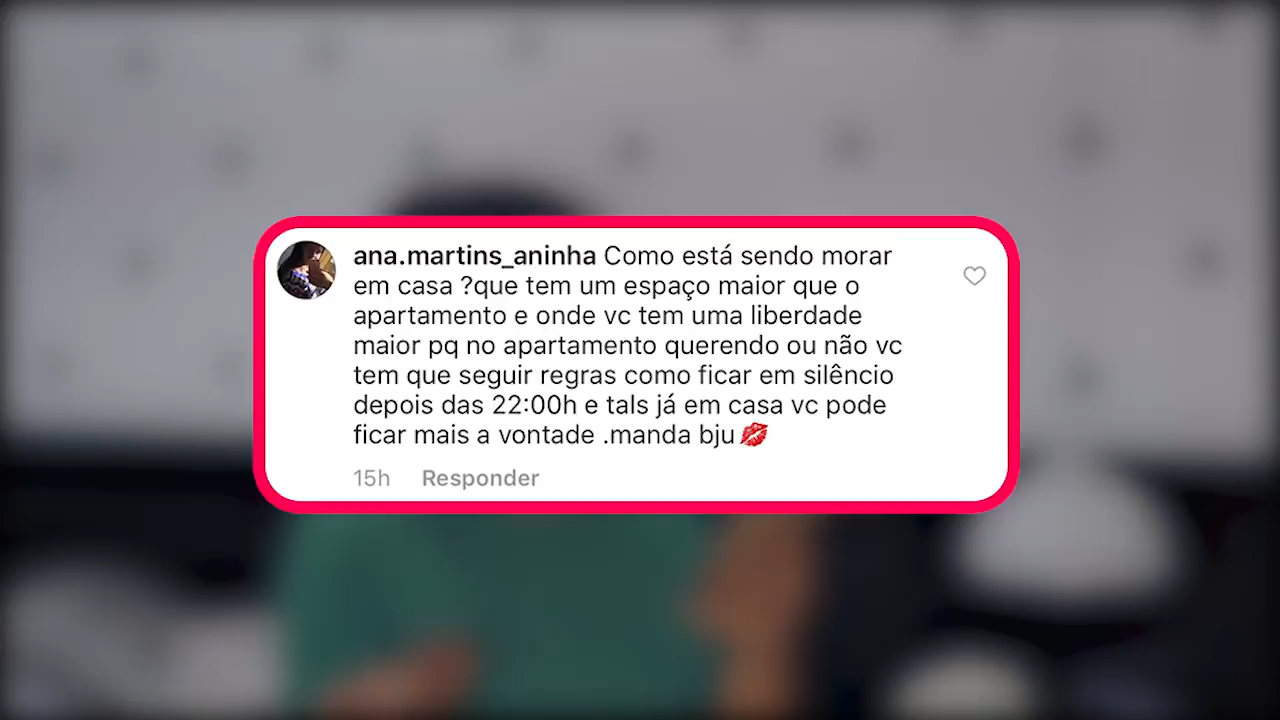 ana.martins_aninha Como está sendo morar
em casa ?que tem um espaço maior que o
apartamento e onde vc tem uma liberdade
maior pq no apartamento querendo ou não vc
tem que seguir regras como ficar em silêncio
depois das 22:00h e tals já em casa vc pode
ficar mais a vontade .manda bju💋
15h Responder